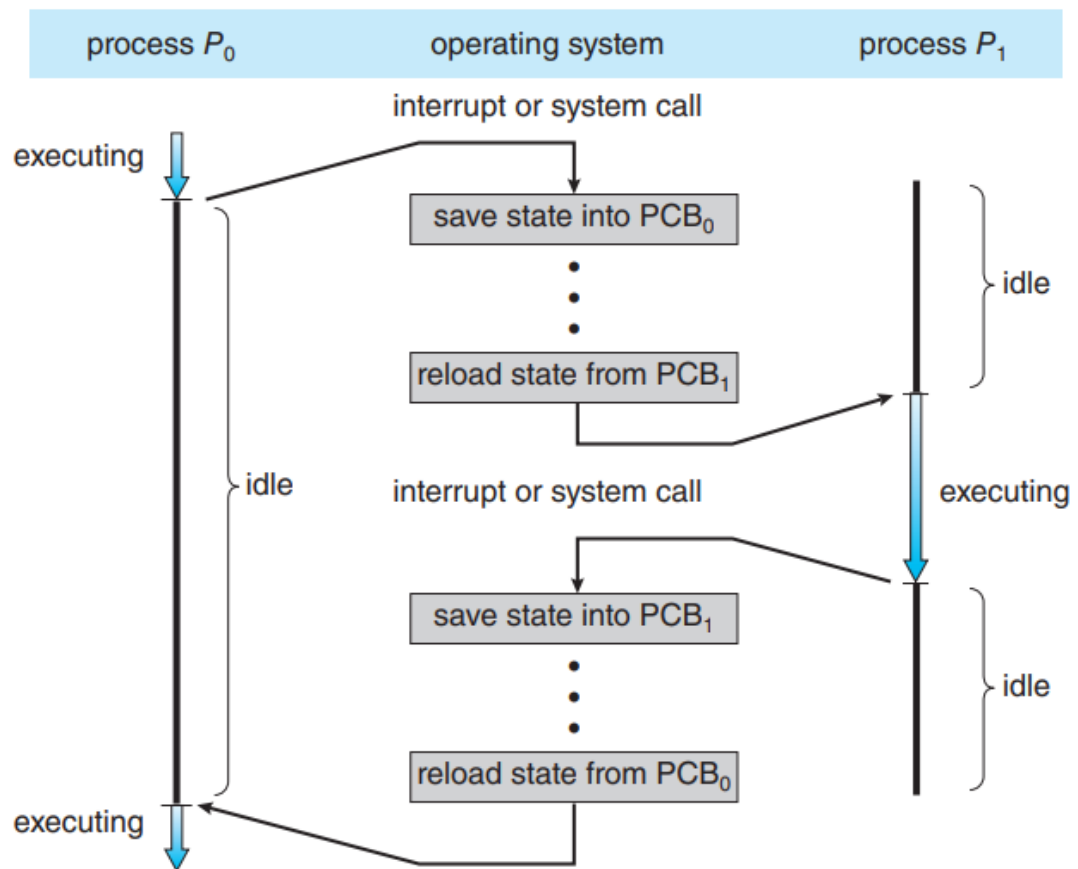 process P₀ operating system process P₁
interrupt or system call
executing
save state into PCB₀
idle
reload state from PCB₁
idle
interrupt or system call
executing
save state into PCB₁
idle
reload state from PCB₀
executing